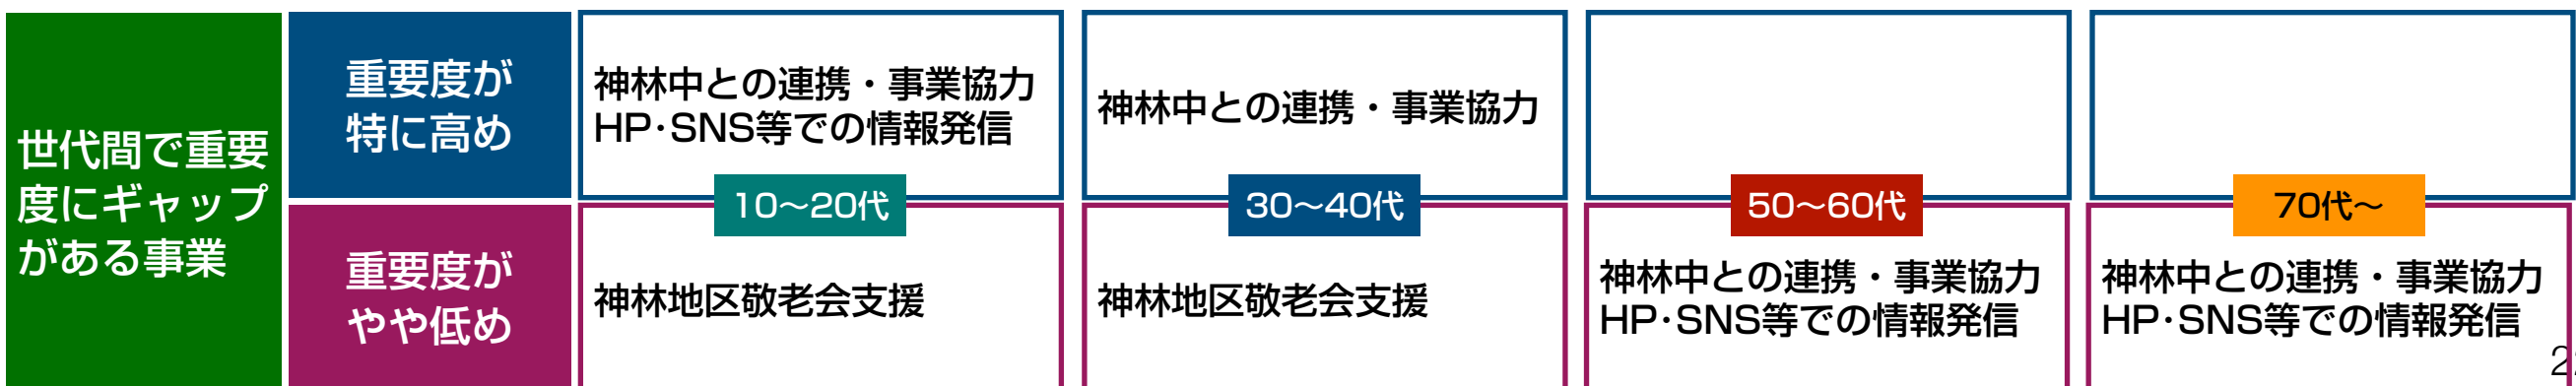 世代間で重要
度にギャップ
がある事業
重要度が
特に高め
神林中との連携・事業協力
HP･SNS等での情報発信
神林中との連携・事業協力
10〜20代
30〜40代
50〜60代
70代〜
重要度が
やや低め
神林地区敬老会支援
神林地区敬老会支援
神林中との連携・事業協力
HP･SNS等での情報発信
神林中との連携・事業協力
HP･SNS等での情報発信
2